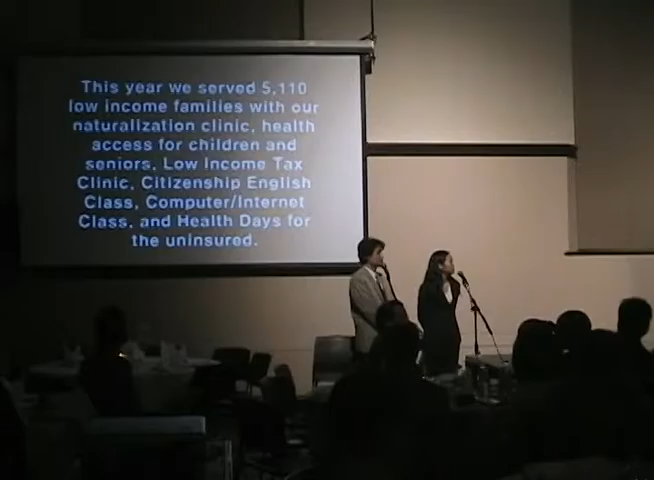 This year we served 5,110
low income families with our
naturalization clinic, health
access for children and
seniors, Low Income Tax
Clinic, Citizenship English
Class, Computer/Internet
Class, and Health Days for
the uninsured.